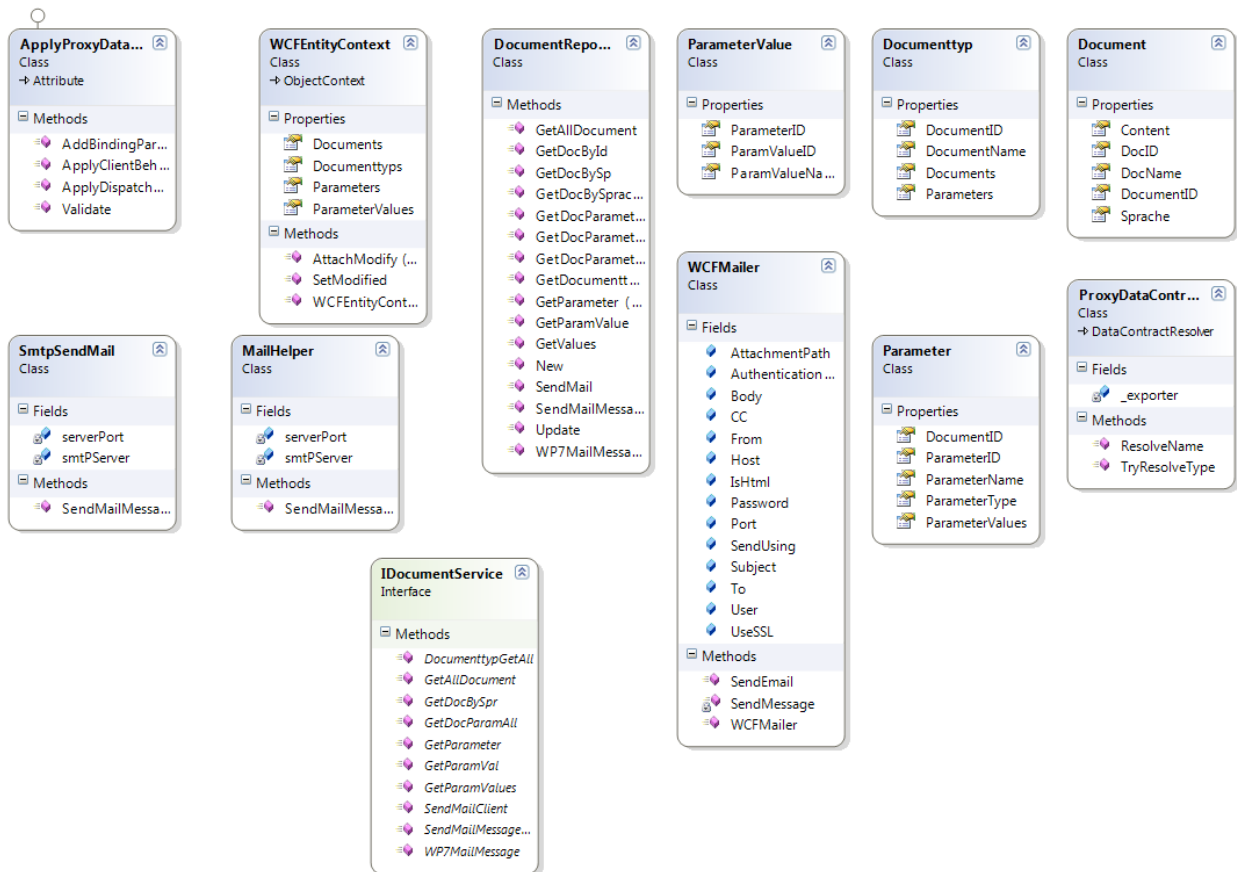 ApplyProxyData...
Class
Attribute
Methods
AddBindingPar...
ApplyClientBeh...
ApplyDispatch...
Validate
WCFEntityContext
Class
ObjectContext
Properties
Documents
Documenttyps
Parameters
ParameterValues
Methods
AttachModify (...
SetModified
WCFEntityCont...
DocumentRepo...
Class
Methods
GetAllDocument
GetDocById
GetDocBySp
GetDocBySprac...
GetDocParamet...
GetDocParamet...
GetDocParamet...
GetDocumentt...
GetParameter (...
GetParamValue
GetValues
New
SendMail
SendMailMessa...
Update
WP7MailMessa...
ParameterValue
Class
Properties
ParameterID
ParamValueID
ParamValueNa...
Documenttyp
Class
Properties
DocumentID
DocumentName
Documents
Parameters
Document
Class
Properties
Content
DocID
DocName
DocumentID
Sprache
SmtpSendMail
Class
Fields
serverPort
smtPServer
Methods
SendMailMessa...
MailHelper
Class
Fields
serverPort
smtPServer
Methods
SendMailMessa...
WCFMailer
Class
Fields
AttachmentPath
Authentication...
Body
CC
From
Host
IsHtml
Password
Port
SendUsing
Subject
To
User
UseSSL
Methods
SendEmail
SendMessage
WCFMailer
Parameter
Class
Properties
DocumentID
ParameterID
ParameterName
ParameterType
ParameterValues
ProxyDataContr...
Class
DataContractResolver
Fields
_exporter
Methods
ResolveName
TryResolveType
IDocumentService
Interface
Methods
DocumenttypGetAll
GetAllDocument
GetDocBySpr
GetDocParamAll
GetParameter
GetParamVal
GetParamValues
SendMailClient
SendMailMessage...
WP7MailMessage